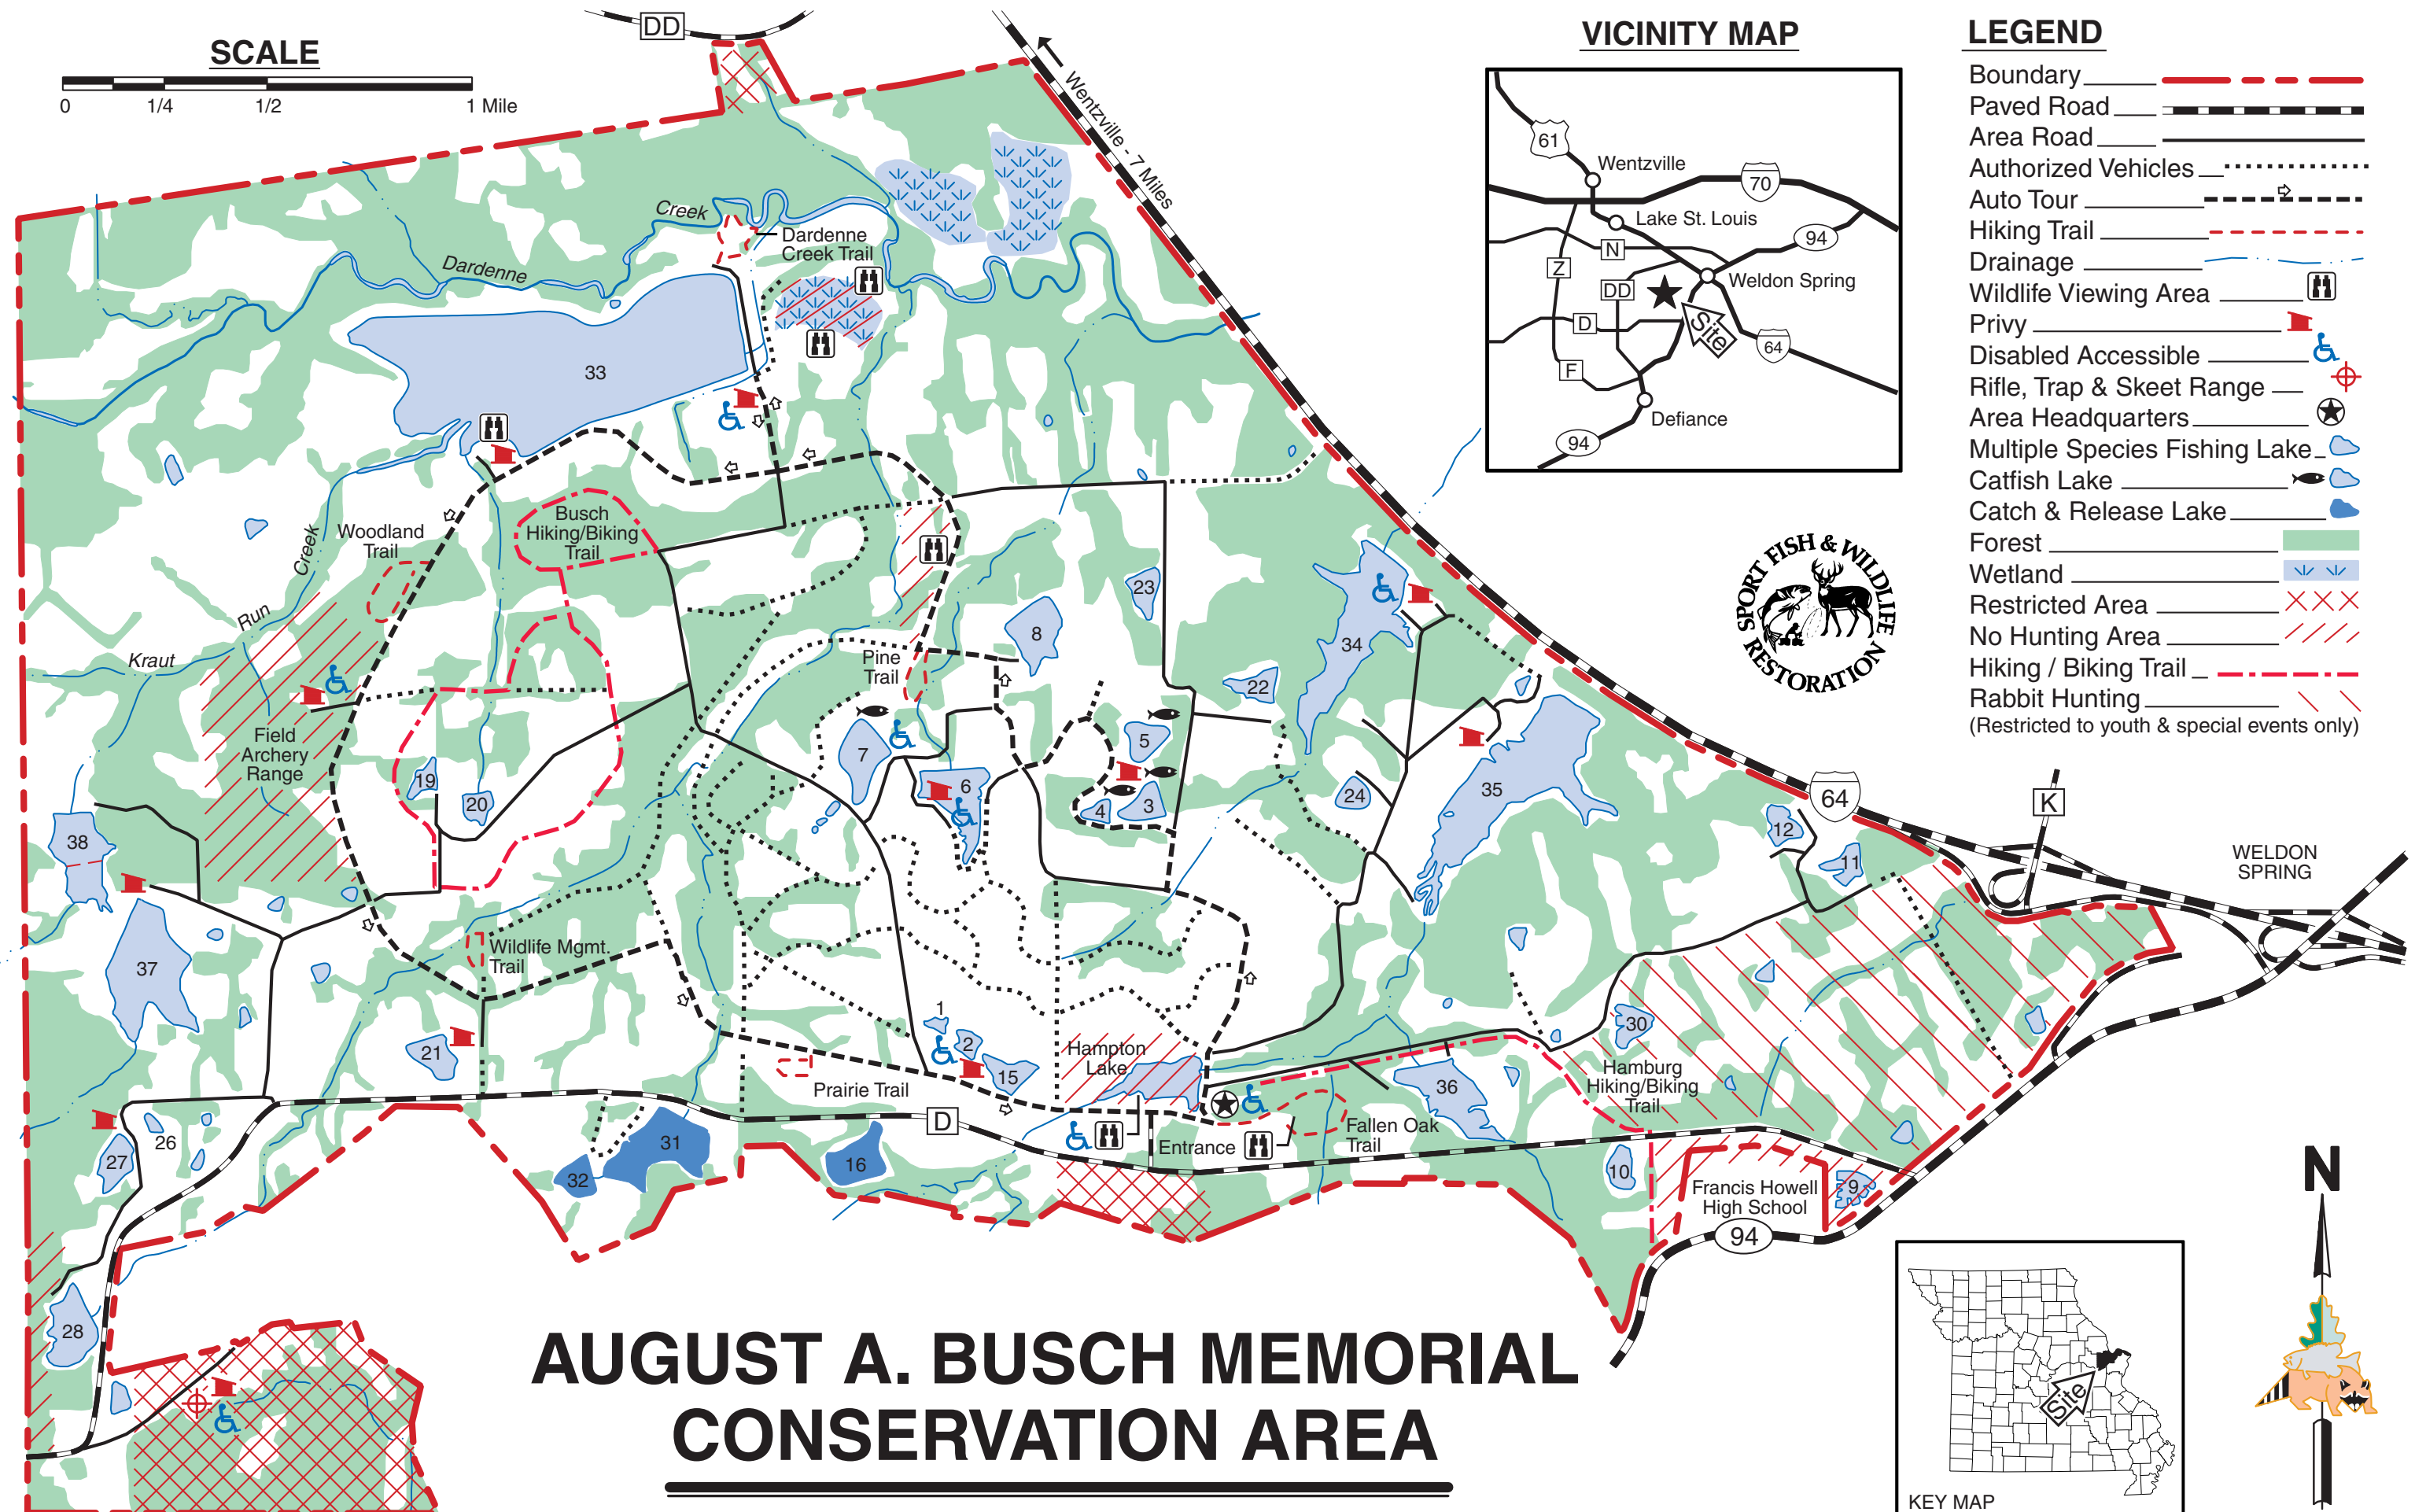 SCALE
0 1/4 1/2 1 Mile
DD
Wentzville - 7 Miles
VICINITY MAP
61
Wentzville
70
Lake St. Louis
94
N
Z
Weldon Spring
DD
D
Site
64
F
Defiance
94
LEGEND
Boundary
Paved Road
Area Road
Authorized Vehicles
Auto Tour
Hiking Trail
Drainage
Wildlife Viewing Area
Privy
Disabled Accessible
Rifle, Trap & Skeet Range
Area Headquarters
Multiple Species Fishing Lake
Catfish Lake
Catch & Release Lake
Forest
Wetland
Restricted Area
No Hunting Area
Hiking / Biking Trail
Rabbit Hunting
(Restricted to youth & special events only)
SPORT FISH & WILDLIFE
RESTORATION
Creek
Dardenne
Creek Trail
Dardenne
33
Busch
Hiking/Biking
Trail
Woodland
Trail
Creek
Run
Kraut
23
8
34
Pine
Trail
22
Field
Archery
Range
7
5
6
35
19
20
4
3
24
64
K
12
11
WELDON
SPRING
38
37
Wildlife Mgmt.
Trail
1
2
15
21
Hampton
Lake
30
36
Hamburg
Hiking/Biking
Trail
Prairie Trail
D
Entrance
Fallen Oak
Trail
26
27
31
32
16
10
Francis Howell
High School
9
94
28
N
AUGUST A. BUSCH MEMORIAL
CONSERVATION AREA
Site
KEY MAP